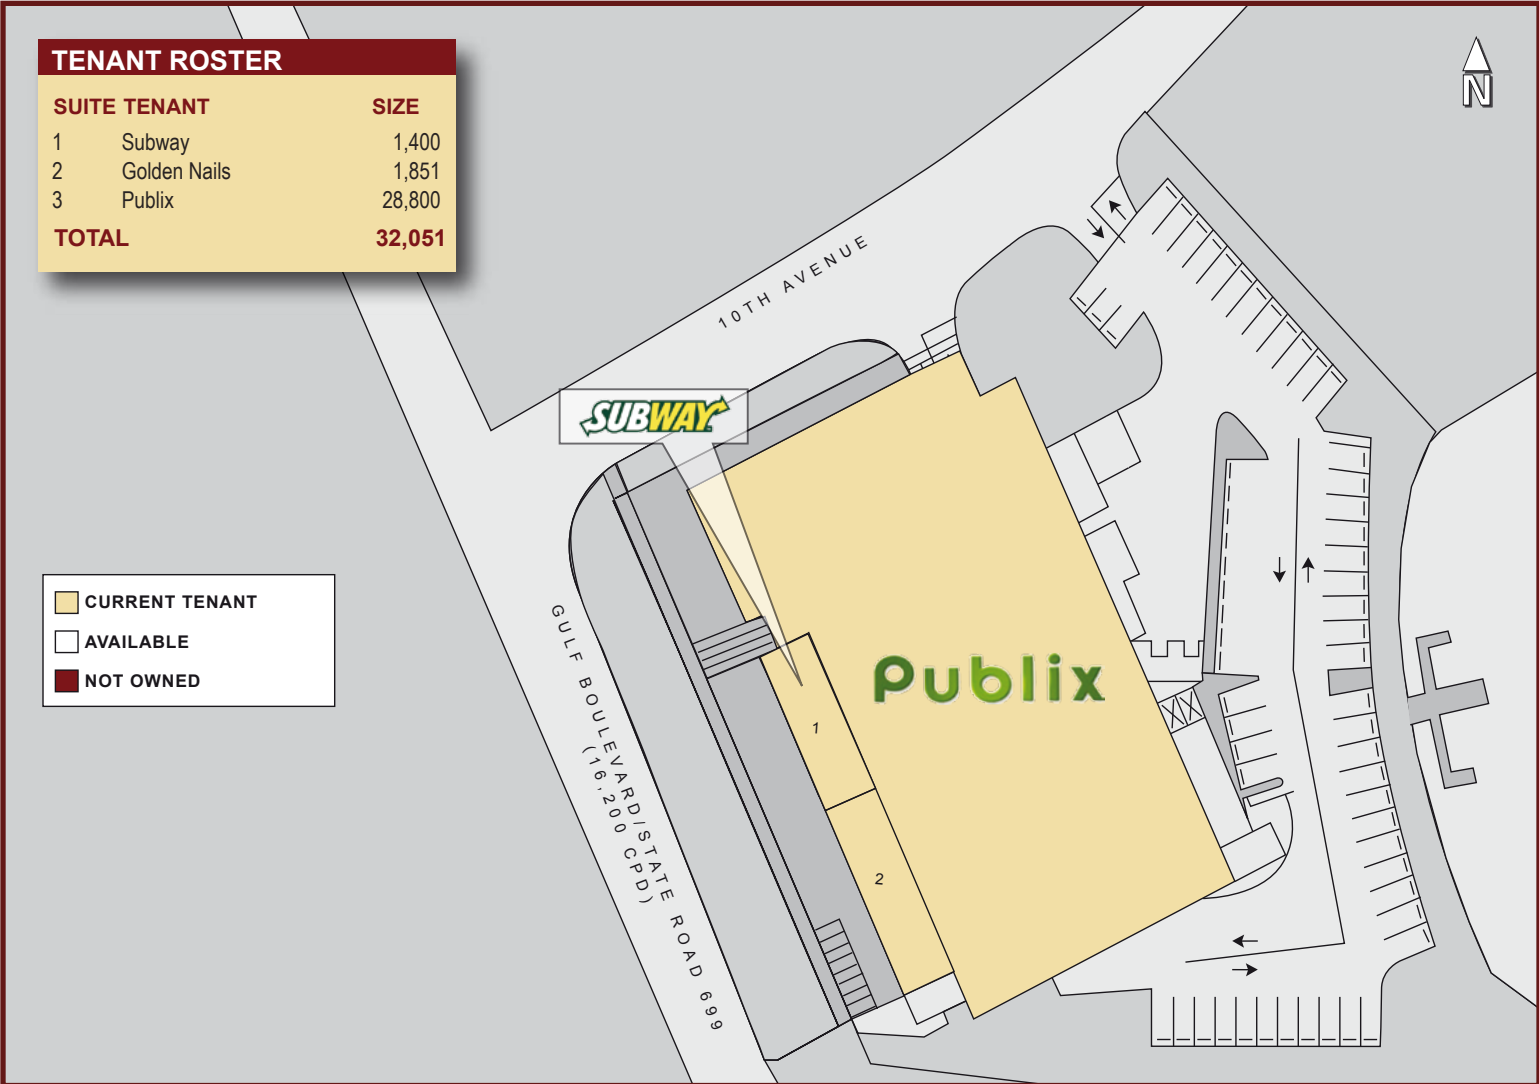 TENANT ROSTER
SUITE TENANT SIZE
1 Subway 1,400
2 Golden Nails 1,851
3 Publix 28,800
TOTAL 32,051
N
10TH AVENUE
SUBWAY
CURRENT TENANT
AVAILABLE
NOT OWNED
GULF BOULEVARD/STATE ROAD 699
(16,200 CPD)
Publix
1
2